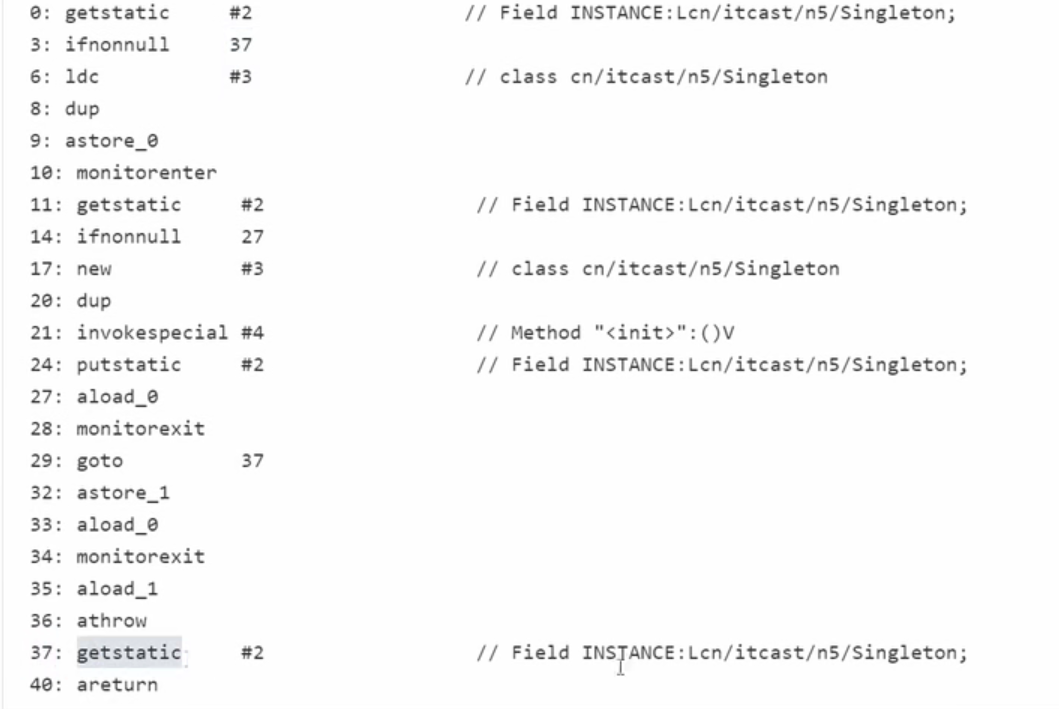 0: getstatic #2 // Field INSTANCE:Lcn/itcast/n5/Singleton;
3: ifnonnull 37
6: ldc #3 // class cn/itcast/n5/Singleton
8: dup
9: astore_0
10: monitorenter
11: getstatic #2 // Field INSTANCE:Lcn/itcast/n5/Singleton;
14: ifnonnull 27
17: new #3 // class cn/itcast/n5/Singleton
20: dup
21: invokespecial #4 // Method "<init>":()V
24: putstatic #2 // Field INSTANCE:Lcn/itcast/n5/Singleton;
27: aload_0
28: monitorexit
29: goto 37
32: astore_1
33: aload_0
34: monitorexit
35: aload_1
36: athrow
37: getstatic #2 // Field INSTANCE:Lcn/itcast/n5/Singleton;
40: areturn